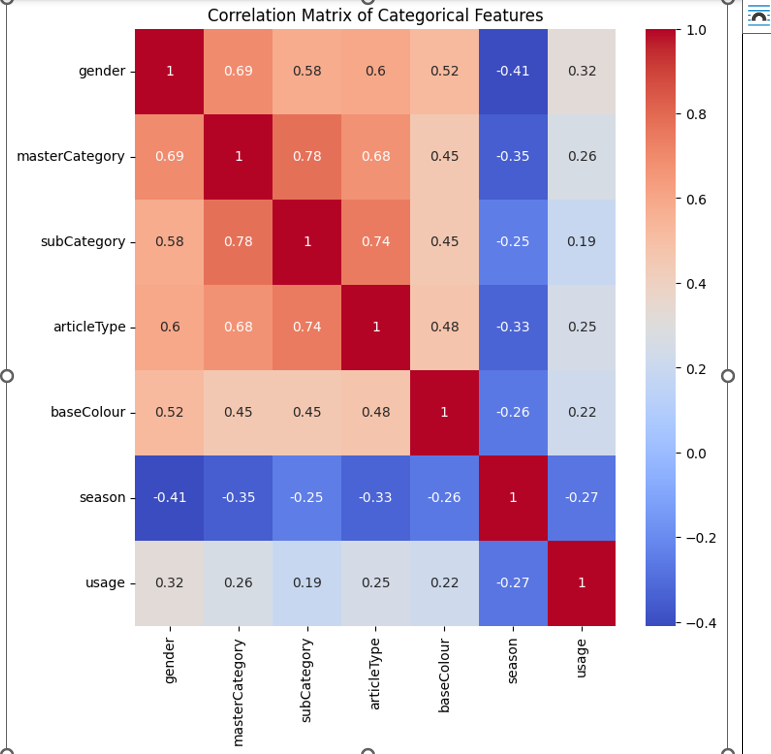 Correlation Matrix of Categorical Features
gender 1 0.69 0.58 0.6 0.52 -0.41 0.32
masterCategory 0.69 1 0.78 0.68 0.45 -0.35 0.26
subCategory 0.58 0.78 1 0.74 0.45 -0.25 0.19
articleType 0.6 0.68 0.74 1 0.48 -0.33 0.25
baseColour 0.52 0.45 0.45 0.48 1 -0.26 0.22
season -0.41 -0.35 -0.25 -0.33 -0.26 1 -0.27
usage 0.32 0.26 0.19 0.25 0.22 -0.27 1
gender
masterCategory
subCategory
articleType
baseColour
season
usage
1.0
0.8
0.6
0.4
0.2
0.0
−0.2
−0.4